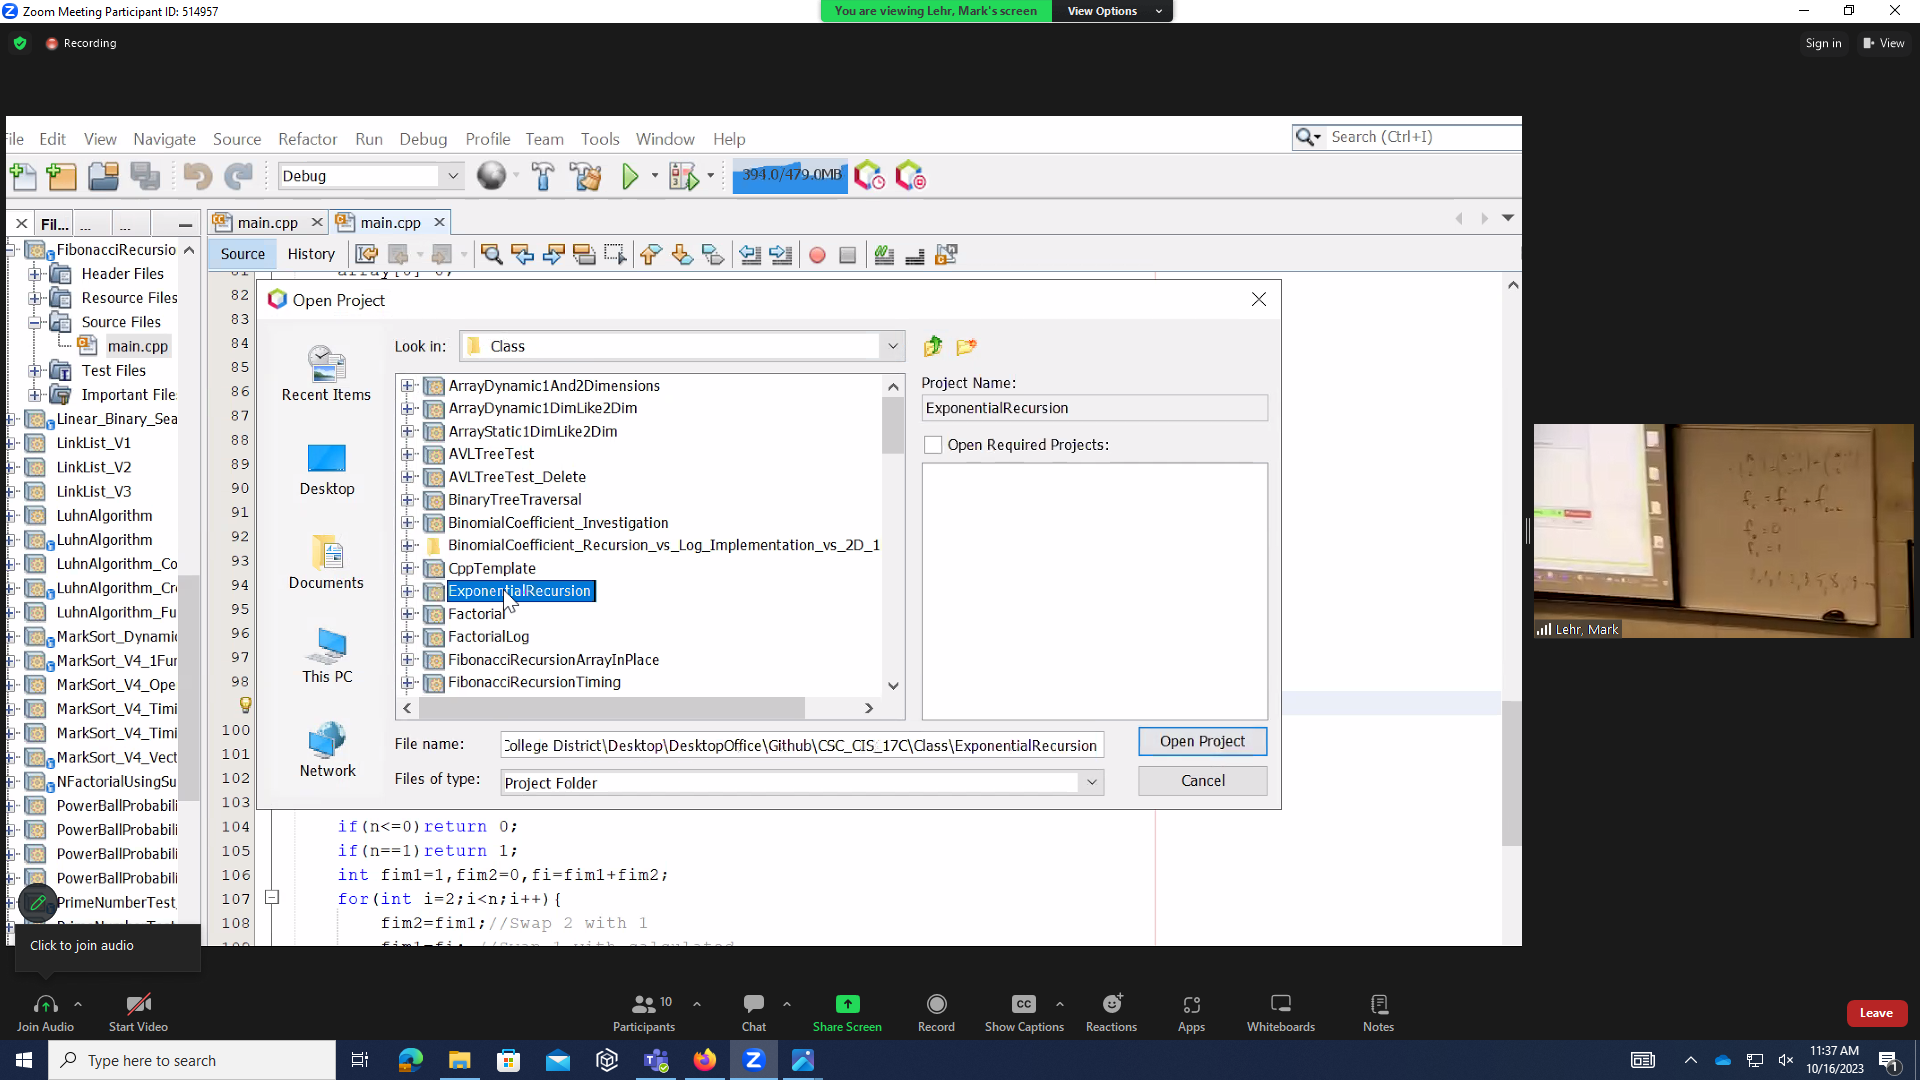 Zoom Meeting Participant ID: 514957
You are viewing Lehr, Mark's screen
View Options
Recording
Sign in
View
ile Edit View Navigate Source Refactor Run Debug Profile Team Tools Window Help
Search (Ctrl+I)
Debug
394.0/479.0MB
Fil... ... ...
main.cpp
main.cpp
Source History
FibonacciRecursio
Header Files
Resource Files
Source Files
main.cpp
Test Files
Important File
Linear_Binary_Sea
LinkList_V1
LinkList_V2
LinkList_V3
LuhnAlgorithm
LuhnAlgorithm
LuhnAlgorithm_Co
LuhnAlgorithm_Cr
LuhnAlgorithm_Fu
MarkSort_Dynamic
MarkSort_V4_1Fur
MarkSort_V4_Ope
MarkSort_V4_Timi
MarkSort_V4_Timi
MarkSort_V4_Vect
NFactorialUsingSu
PowerBallProbabili
PowerBallProbabili
PowerBallProbabili
PowerBallProbabili
PrimeNumberTest_
82
83
84
85
86
87
88
89
90
91
92
93
94
95
96
97
98
100
101
102
103
Open Project
Look in: Class
Recent Items
Desktop
Documents
This PC
Network
ArrayDynamic1And2Dimensions
ArrayDynamic1DimLike2Dim
ArrayStatic1DimLike2Dim
AVLTreeTest
AVLTreeTest_Delete
BinaryTreeTraversal
BinomialCoefficient_Investigation
BinomialCoefficient_Recursion_vs_Log_Implementation_vs_2D_1
CppTemplate
ExponentialRecursion
Factorial
FactorialLog
FibonacciRecursionArrayInPlace
FibonacciRecursionTiming
Project Name:
ExponentialRecursion
Open Required Projects:
File name: College District\Desktop\DesktopOffice\Github\CSC_CIS_17C\Class\ExponentialRecursion
Files of type: Project Folder
Open Project
Cancel
104 if(n<=0)return 0;
105 if(n==1)return 1;
106 int fim1=1,fim2=0,fi=fim1+fim2;
107 for(int i=2;i<n;i++){
108 fim2=fim1;//Swap 2 with 1
Lehr, Mark
Click to join audio
Join Audio
Start Video
10
Participants
Chat
Share Screen
Record
CC
Show Captions
Reactions
Apps
Whiteboards
Notes
Leave
Type here to search
11:37 AM
10/16/2023
1